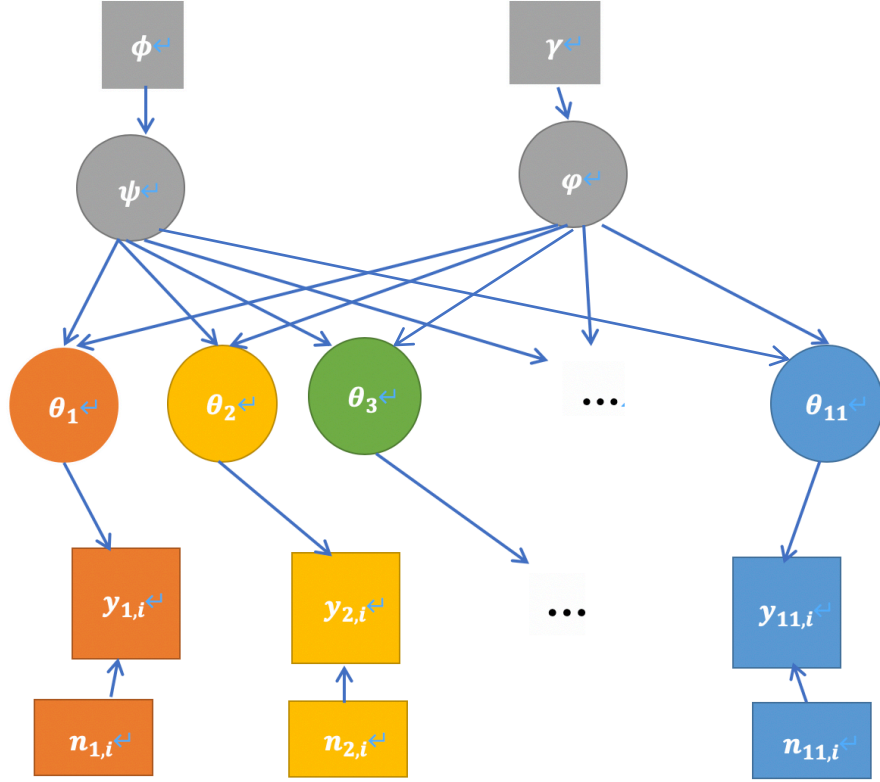 ϕ↵ γ↵
ψ↵ φ↵
θ₁↵ θ₂↵ θ₃↵ … θ₁₁↵
y₁,ᵢ↵ y₂,ᵢ↵ … y₁₁,ᵢ↵
n₁,ᵢ↵ n₂,ᵢ↵ n₁₁,ᵢ↵